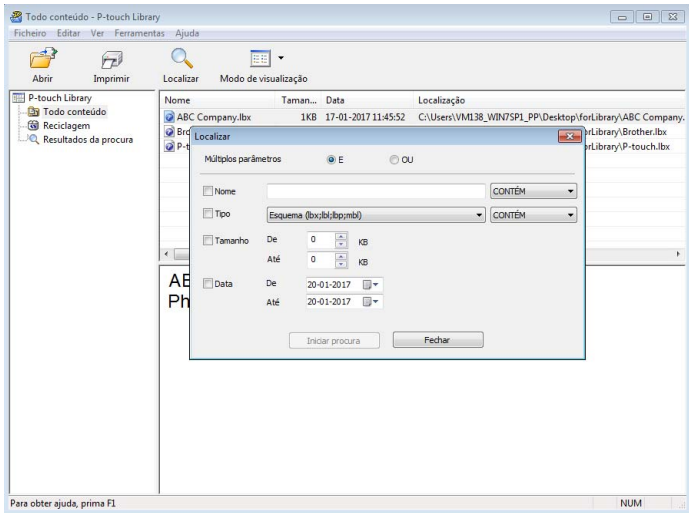 Todo conteúdo - P-touch Library
Ficheiro Editar Ver Ferramentas Ajuda
Abrir Imprimir Localizar Modo de visualização
P-touch Library
Todo conteúdo
Reciclagem
Resultados da procura
Nome Taman... Data Localização
ABC Company.lbx 1KB 17-01-2017 11:45:52 C:\Users\VM138_WIN7SP1_PP\Desktop\forLibrary\ABC Company.
Bro rLibrary\Brother.lbx
P-t rLibrary\P-touch.lbx
Localizar
Múltiplos parâmetros E OU
Nome CONTÉM
Tipo Esquema (lbx;lbl;lbp;mbl) CONTÉM
Tamanho De 0 KB
Até 0 KB
Data De 20-01-2017
Até 20-01-2017
Iniciar procura Fechar
Ph
Para obter ajuda, prima F1 NUM